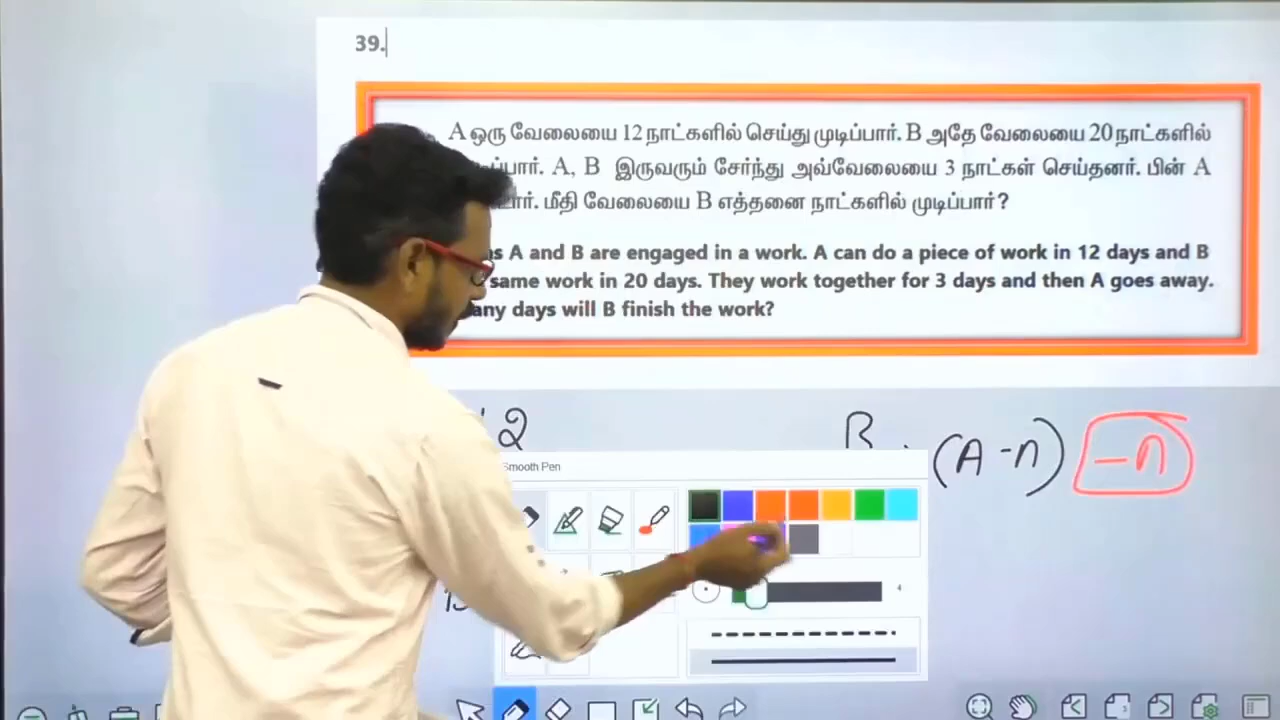 39.
A ஒரு வேலையை 12 நாட்களில் செய்து முடிப்பார். B அதே வேலையை 20 நாட்களில்
A, B இருவரும் சேர்ந்து அவ்வேலையை 3 நாட்கள் செய்தனர். பின் A
மீதி வேலையை B எத்தனை நாட்களில் முடிப்பார்?
A and B are engaged in a work. A can do a piece of work in 12 days and B
same work in 20 days. They work together for 3 days and then A goes away.
days will B finish the work?
2 B (A-n) -n
Smooth Pen